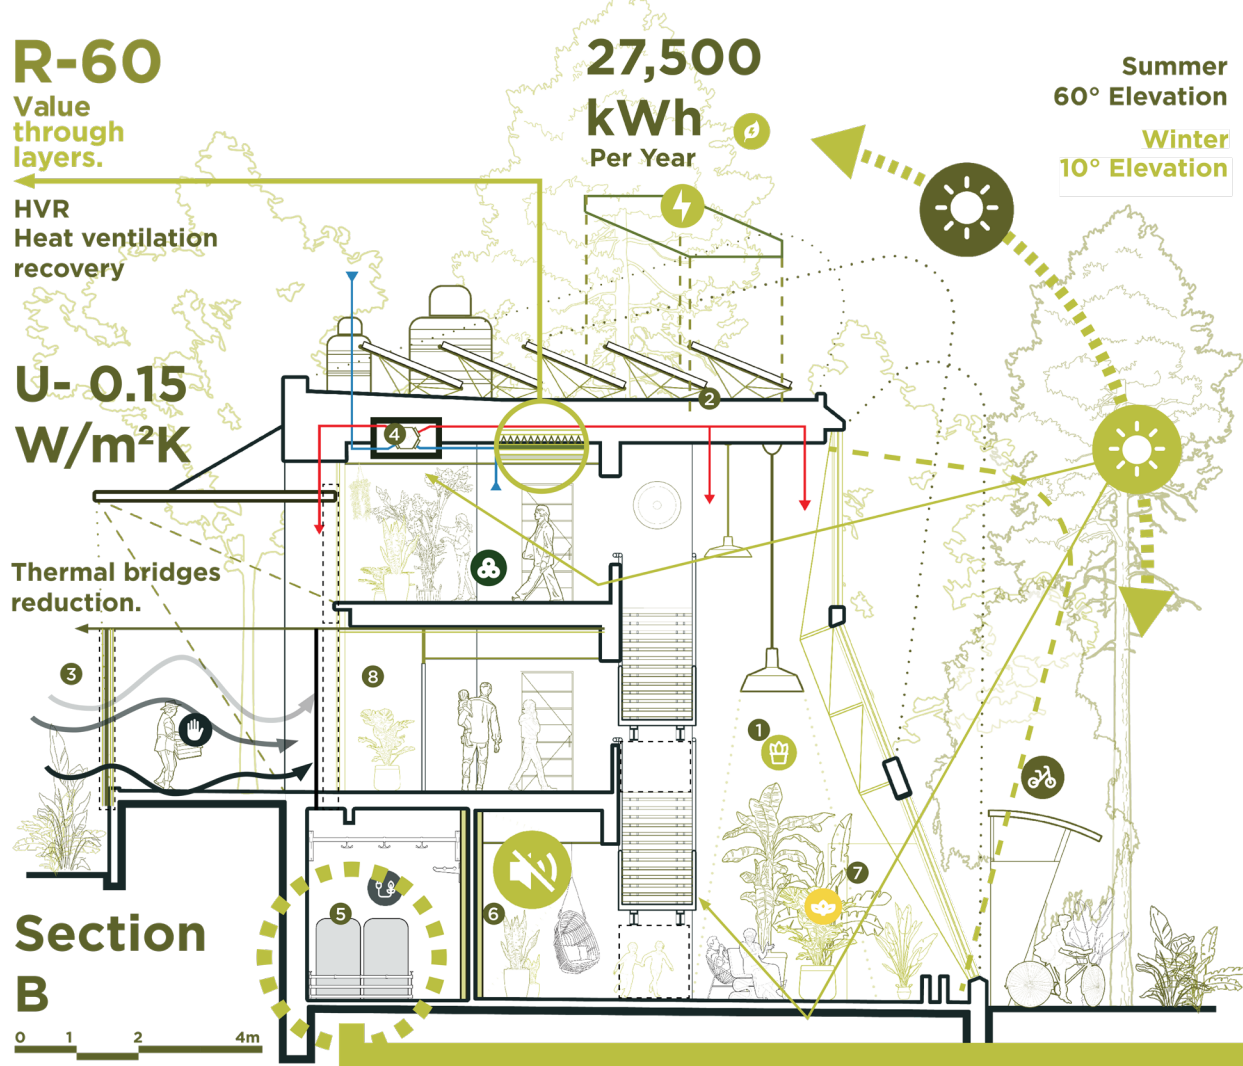 R-60
Value
through
layers.
HVR
Heat ventilation
recovery
U- 0.15
W/m²K
Thermal bridges
reduction.
27,500
kWh
Per Year
Summer
60° Elevation
Winter
10° Elevation
2
4
3
8
1
7
5
6
Section
B
0 1 2 4m